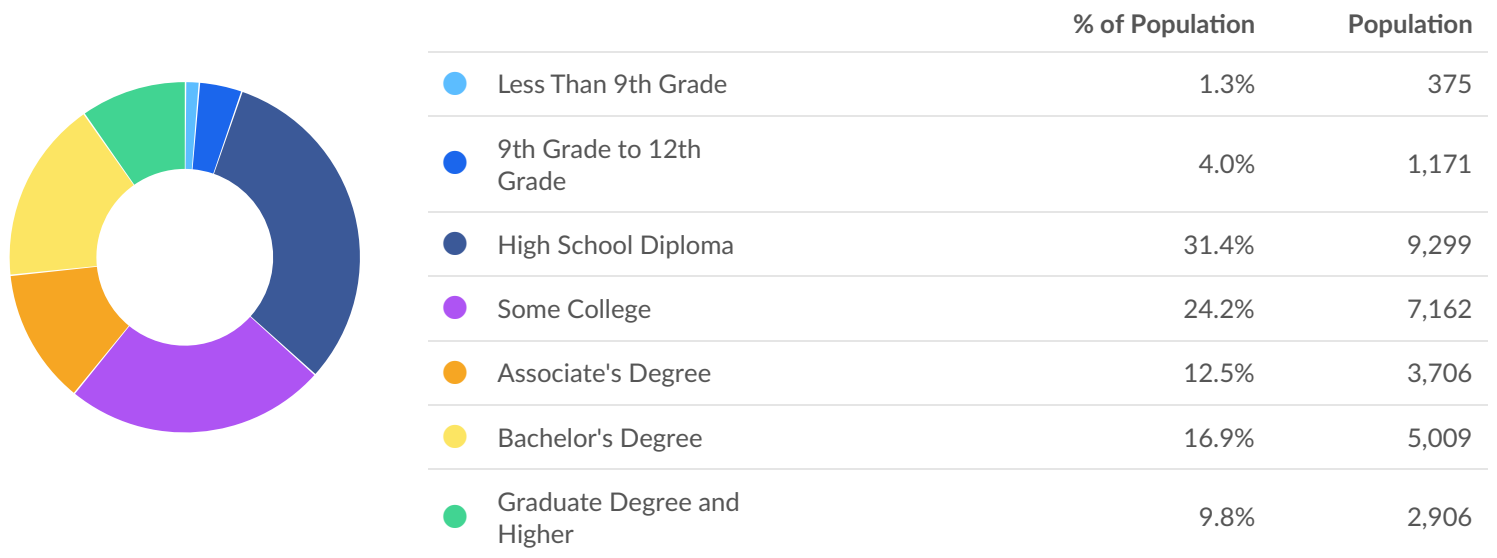 % of Population Population
Less Than 9th Grade 1.3% 375
9th Grade to 12th
Grade 4.0% 1,171
High School Diploma 31.4% 9,299
Some College 24.2% 7,162
Associate's Degree 12.5% 3,706
Bachelor's Degree 16.9% 5,009
Graduate Degree and
Higher 9.8% 2,906